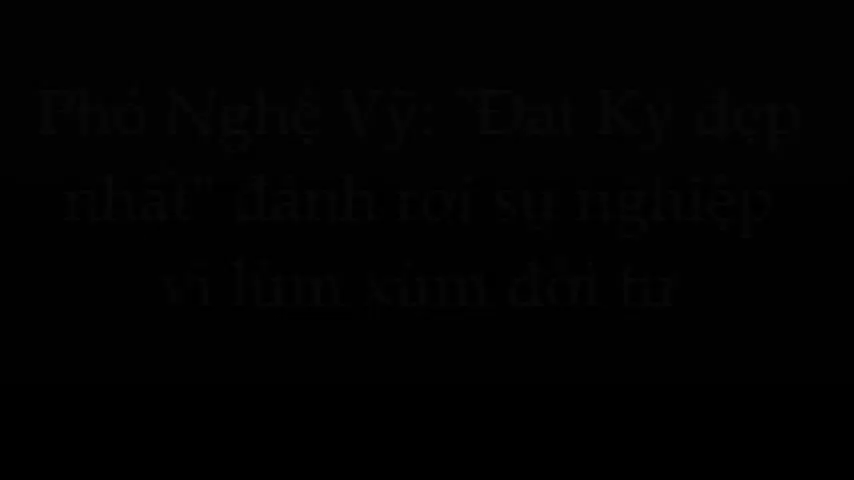 Phó Nghệ Vỹ: "Đát Kỷ đẹp
nhất" đánh rơi sự nghiệp
vì lùm xùm đời tư